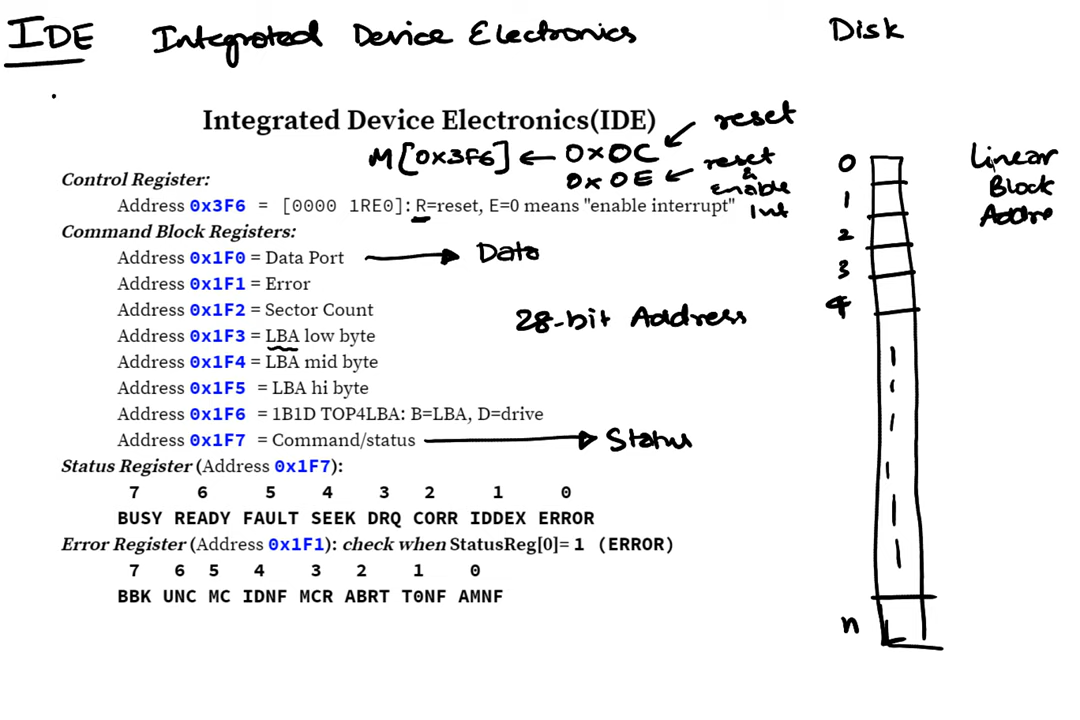 IDE Integrated Device Electronics
Disk
Integrated Device Electronics(IDE)
reset
M[0x3F6] ← 0x0C
0x0E ← reset
&
Enable
Int
Control Register:
Address 0x3F6 = [0000 1RE0]: R=reset, E=0 means "enable interrupt"
Command Block Registers:
Address 0x1F0 = Data Port → Data
Address 0x1F1 = Error
Address 0x1F2 = Sector Count
28-bit Address
Address 0x1F3 = LBA low byte
Address 0x1F4 = LBA mid byte
Address 0x1F5 = LBA hi byte
Address 0x1F6 = 1B1D TOP4LBA: B=LBA, D=drive
Address 0x1F7 = Command/status → Status
Status Register (Address 0x1F7):
7 6 5 4 3 2 1 0
BUSY READY FAULT SEEK DRQ CORR IDDEX ERROR
Error Register (Address 0x1F1): check when StatusReg[0]= 1 (ERROR)
7 6 5 4 3 2 1 0
BBK UNC MC IDNF MCR ABRT T0NF AMNF
0
1
2
3
4
n
Linear
Block
Addre